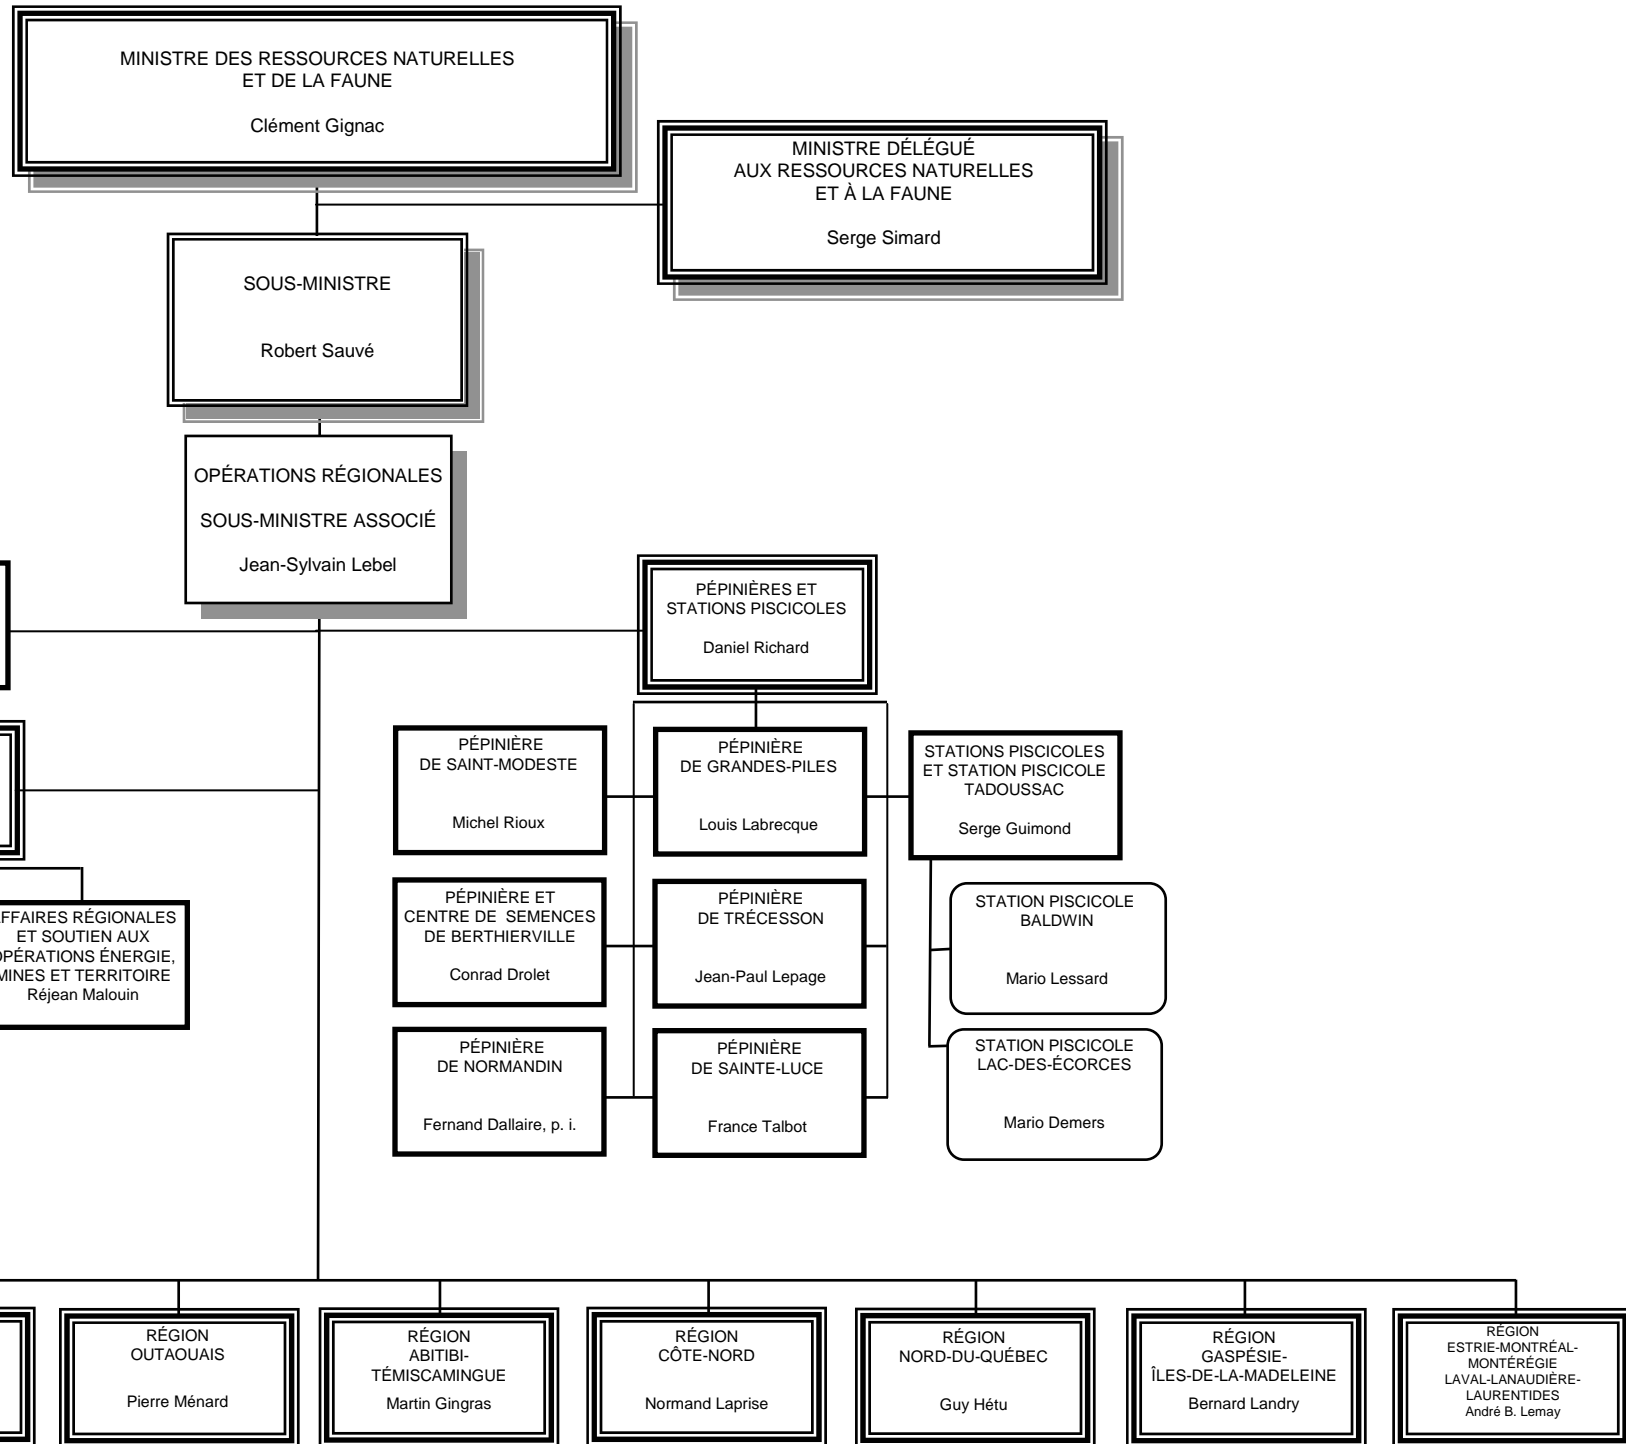 MINISTRE DES RESSOURCES NATURELLES
ET DE LA FAUNE
Clément Gignac
MINISTRE DÉLÉGUÉ
AUX RESSOURCES NATURELLES
ET À LA FAUNE
Serge Simard
SOUS-MINISTRE
Robert Sauvé
OPÉRATIONS RÉGIONALES
SOUS-MINISTRE ASSOCIÉ
Jean-Sylvain Lebel
PÉPINIÈRES ET
STATIONS PISCICOLES
Daniel Richard
PÉPINIÈRE
DE SAINT-MODESTE
Michel Rioux
PÉPINIÈRE
DE GRANDES-PILES
Louis Labrecque
STATIONS PISCICOLES
ET STATION PISCICOLE
TADOUSSAC
Serge Guimond
FFAIRES RÉGIONALES
ET SOUTIEN AUX
OPÉRATIONS ÉNERGIE,
MINES ET TERRITOIRE
Réjean Malouin
PÉPINIÈRE ET
CENTRE DE SEMENCES
DE BERTHIERVILLE
Conrad Drolet
PÉPINIÈRE
DE TRÉCESSON
Jean-Paul Lepage
STATION PISCICOLE
BALDWIN
Mario Lessard
PÉPINIÈRE
DE NORMANDIN
Fernand Dallaire, p. i.
PÉPINIÈRE
DE SAINTE-LUCE
France Talbot
STATION PISCICOLE
LAC-DES-ÉCORCES
Mario Demers
RÉGION
OUTAOUAIS
Pierre Ménard
RÉGION
ABITIBI-
TÉMISCAMINGUE
Martin Gingras
RÉGION
CÔTE-NORD
Normand Laprise
RÉGION
NORD-DU-QUÉBEC
Guy Hétu
RÉGION
GASPÉSIE-
ÎLES-DE-LA-MADELEINE
Bernard Landry
RÉGION
ESTRIE-MONTRÉAL-
MONTÉRÉGIE
LAVAL-LANAUDIÈRE-
LAURENTIDES
André B. Lemay